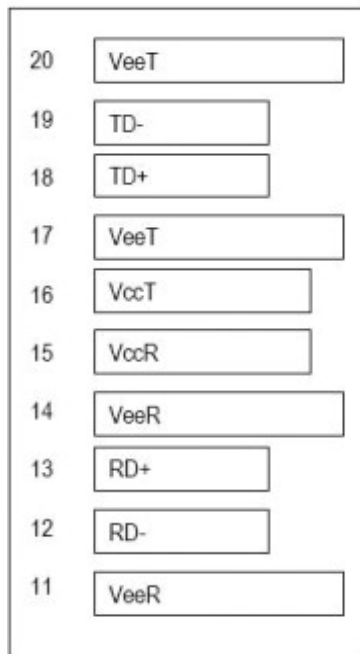 20 VeeT
19 TD-
18 TD+
17 VeeT
16 VccT
15 VccR
14 VeeR
13 RD+
12 RD-
11 VeeR